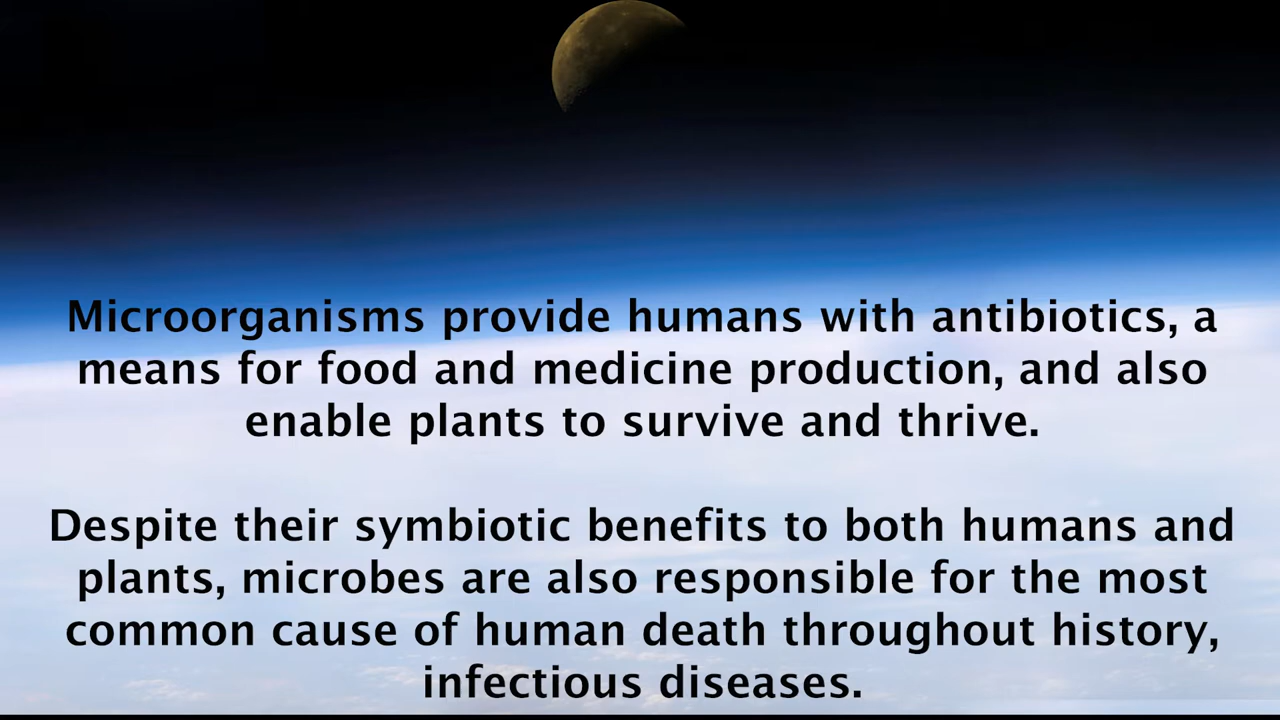 Microorganisms provide humans with antibiotics, a
means for food and medicine production, and also
enable plants to survive and thrive.
Despite their symbiotic benefits to both humans and
plants, microbes are also responsible for the most
common cause of human death throughout history,
infectious diseases.